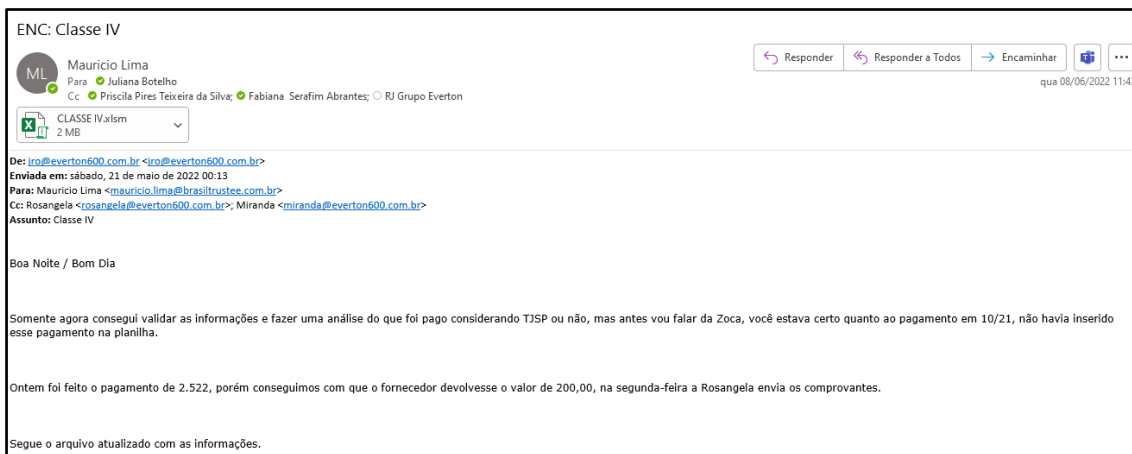 ENC: Classe IV
ML
Mauricio Lima
Para Juliana Botelho
Cc Priscila Pires Teixeira da Silva; Fabiana Serafim Abrantes; RJ Grupo Everton
Responder
Responder a Todos
Encaminhar
qua 08/06/2022 11:4
CLASSE IV.xlsm
2 MB
De: jro@everton600.com.br <jro@everton600.com.br>
Enviada em: sábado, 21 de maio de 2022 00:13
Para: Mauricio Lima <mauricio.lima@brasiltrustee.com.br>
Cc: Rosangela <rosangela@everton600.com.br>; Miranda <miranda@everton600.com.br>
Assunto: Classe IV
Boa Noite / Bom Dia
Somente agora consegui validar as informações e fazer uma análise do que foi pago considerando TJSP ou não, mas antes vou falar da Zoca, você estava certo quanto ao pagamento em 10/21, não havia inserido
esse pagamento na planilha.
Ontem foi feito o pagamento de 2.522, porém conseguimos com que o fornecedor devolvesse o valor de 200,00, na segunda-feira a Rosangela envia os comprovantes.
Segue o arquivo atualizado com as informações.